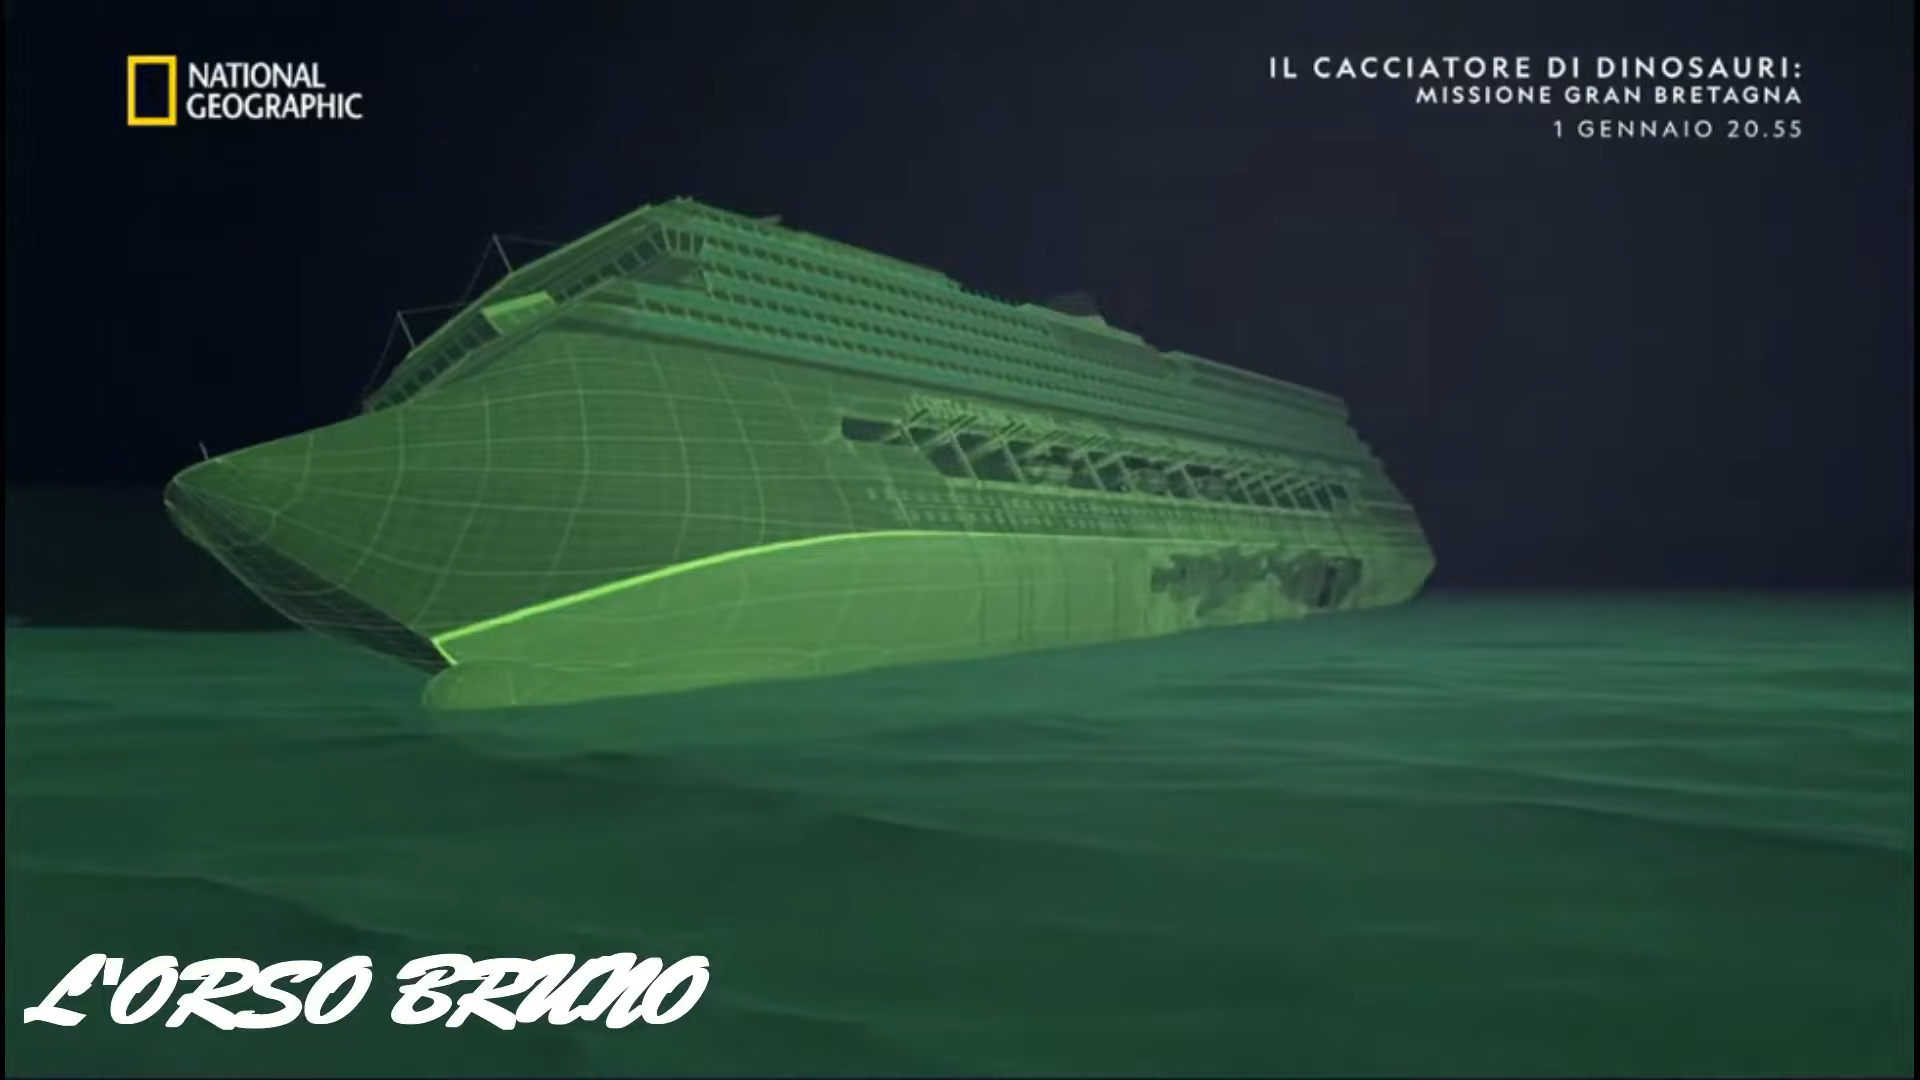 NATIONAL
GEOGRAPHIC
IL CACCIATORE DI DINOSAURI:
MISSIONE GRAN BRETAGNA
1 GENNAIO 20.55
L'ORSO BRUNO